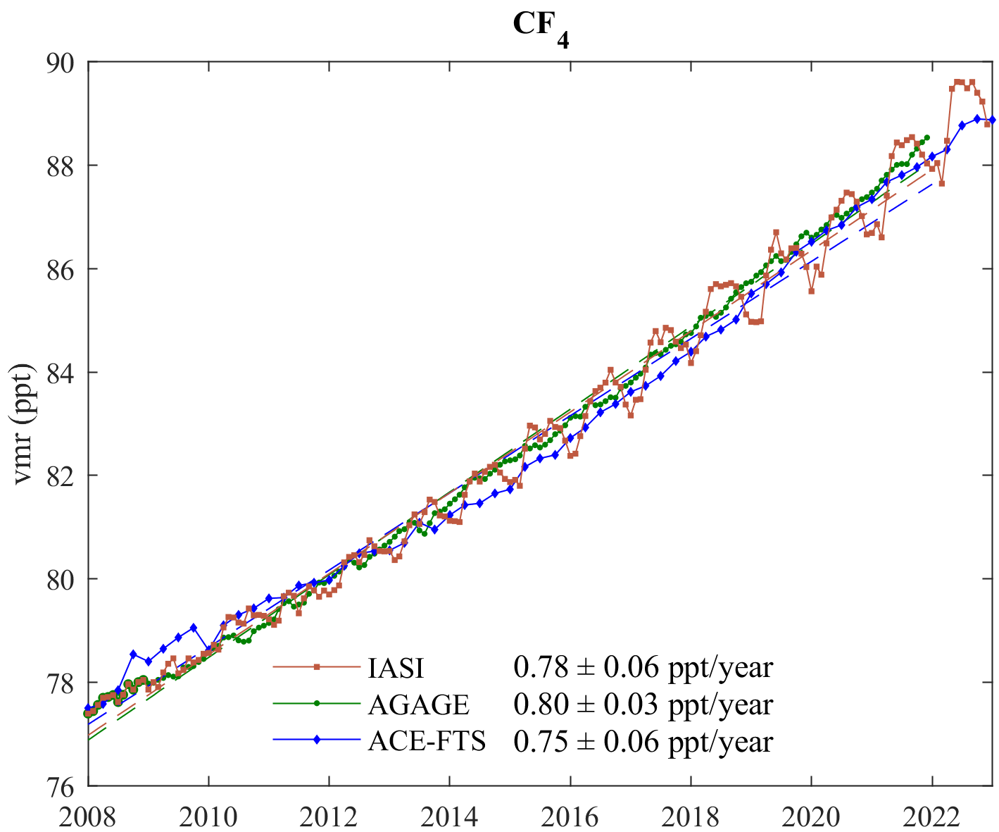 CF4
90
88
86
84
82
80
78
76
vmr (ppt)
IASI 0.78 ± 0.06 ppt/year
AGAGE 0.80 ± 0.03 ppt/year
ACE-FTS 0.75 ± 0.06 ppt/year
2008 2010 2012 2014 2016 2018 2020 2022